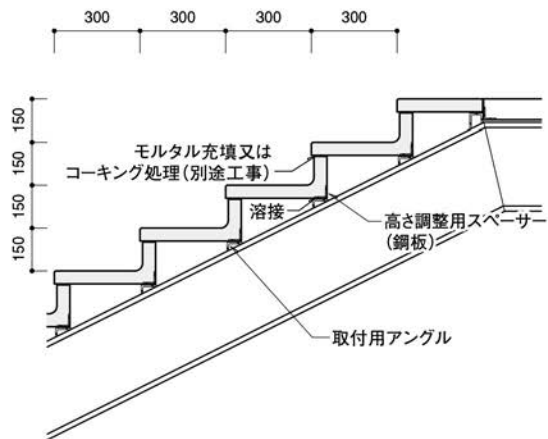 300 300 300 300
150
150
150
150
モルタル充填又は
コーキング処理(別途工事)
溶接
高さ調整用スペーサー
(鋼板)
取付用アングル